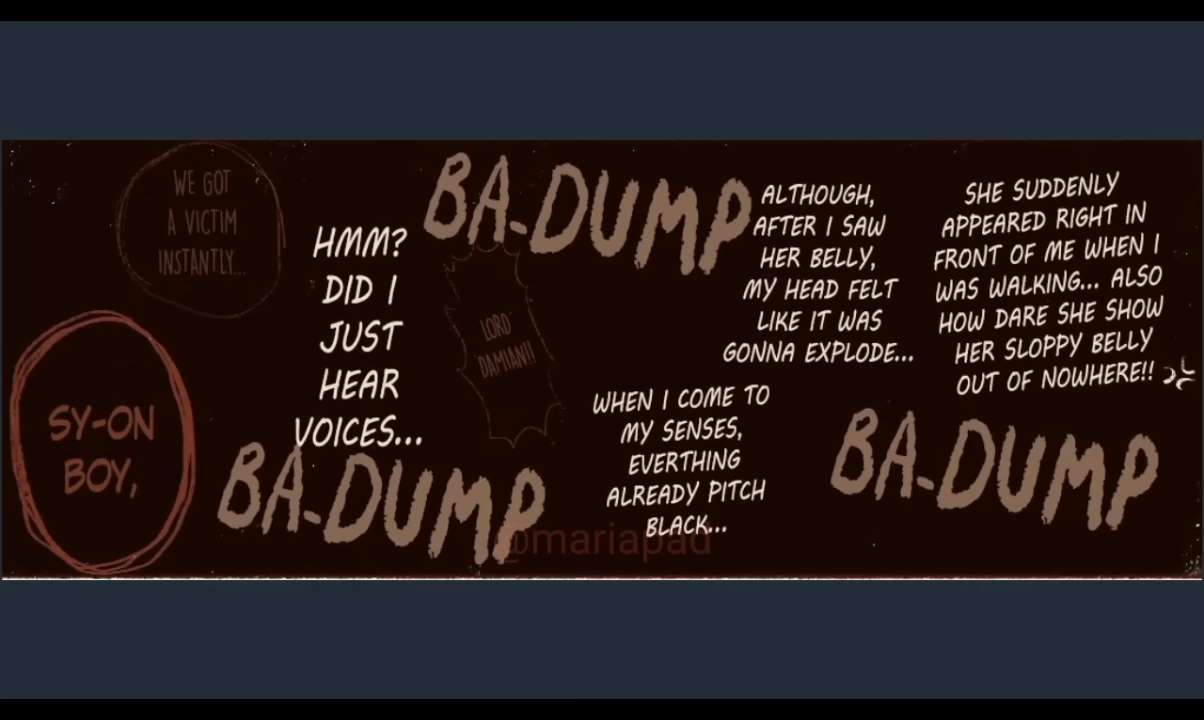 SHE SUDDENLY
APPEARED RIGHT IN
FRONT OF ME WHEN I
WAS WALKING... ALSO
HOW DARE SHE SHOW
HER SLOPPY BELLY
OUT OF NOWHERE!!
BA-DUMP
ALTHOUGH,
AFTER I SAW
HER BELLY,
MY HEAD FELT
LIKE IT WAS
GONNA EXPLODE...
WHEN I COME TO
MY SENSES,
EVERTHING
ALREADY PITCH
BLACK...
BA-DUMP
LORD
DAMIAN!!
HMM?
DID I
JUST
HEAR
VOICES...
BA-DUMP
WE GOT
A VICTIM
INSTANTLY...
SY-ON
BOY,
@mariapad